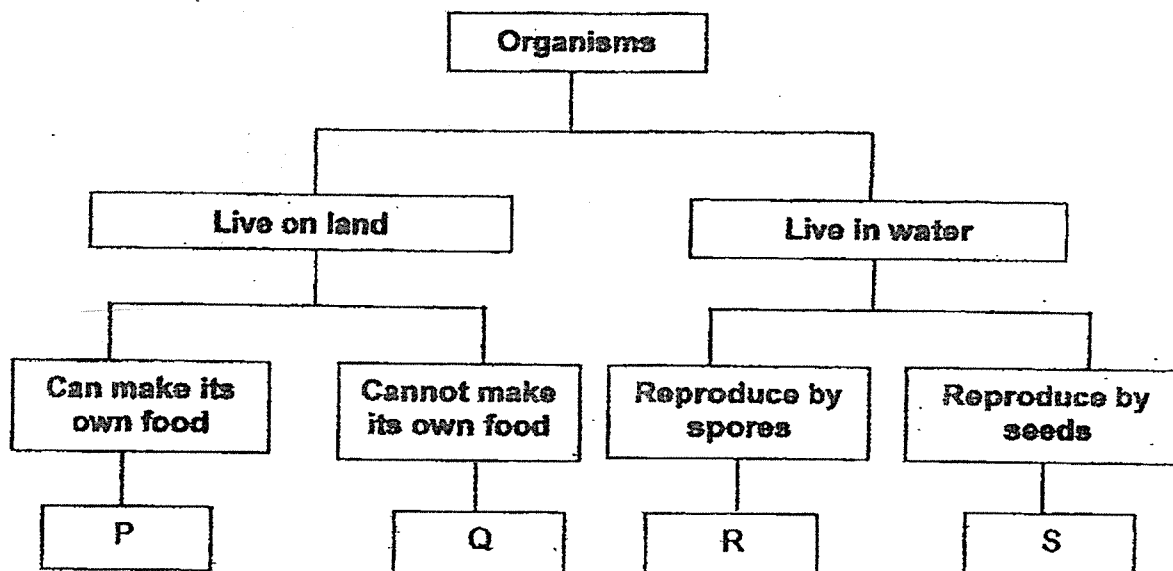 Organisms
Live on land
Live in water
Can make its
own food
Cannot make
its own food
Reproduce by
spores
Reproduce by
seeds
P
Q
R
S